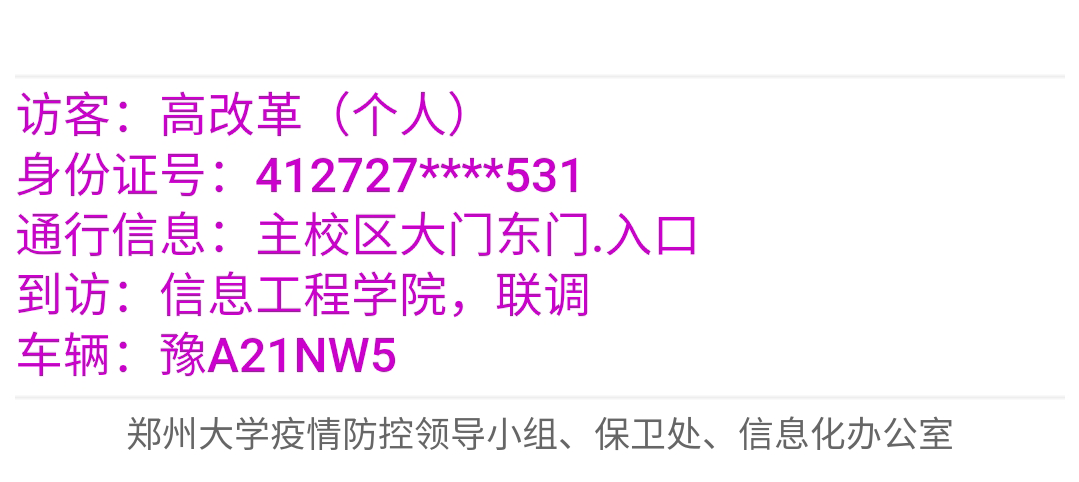 访客：高改革（个人）
身份证号：412727****531
通行信息：主校区大门东门.入口
到访：信息工程学院，联调
车辆：豫A21NW5
郑州大学疫情防控领导小组、保卫处、信息化办公室